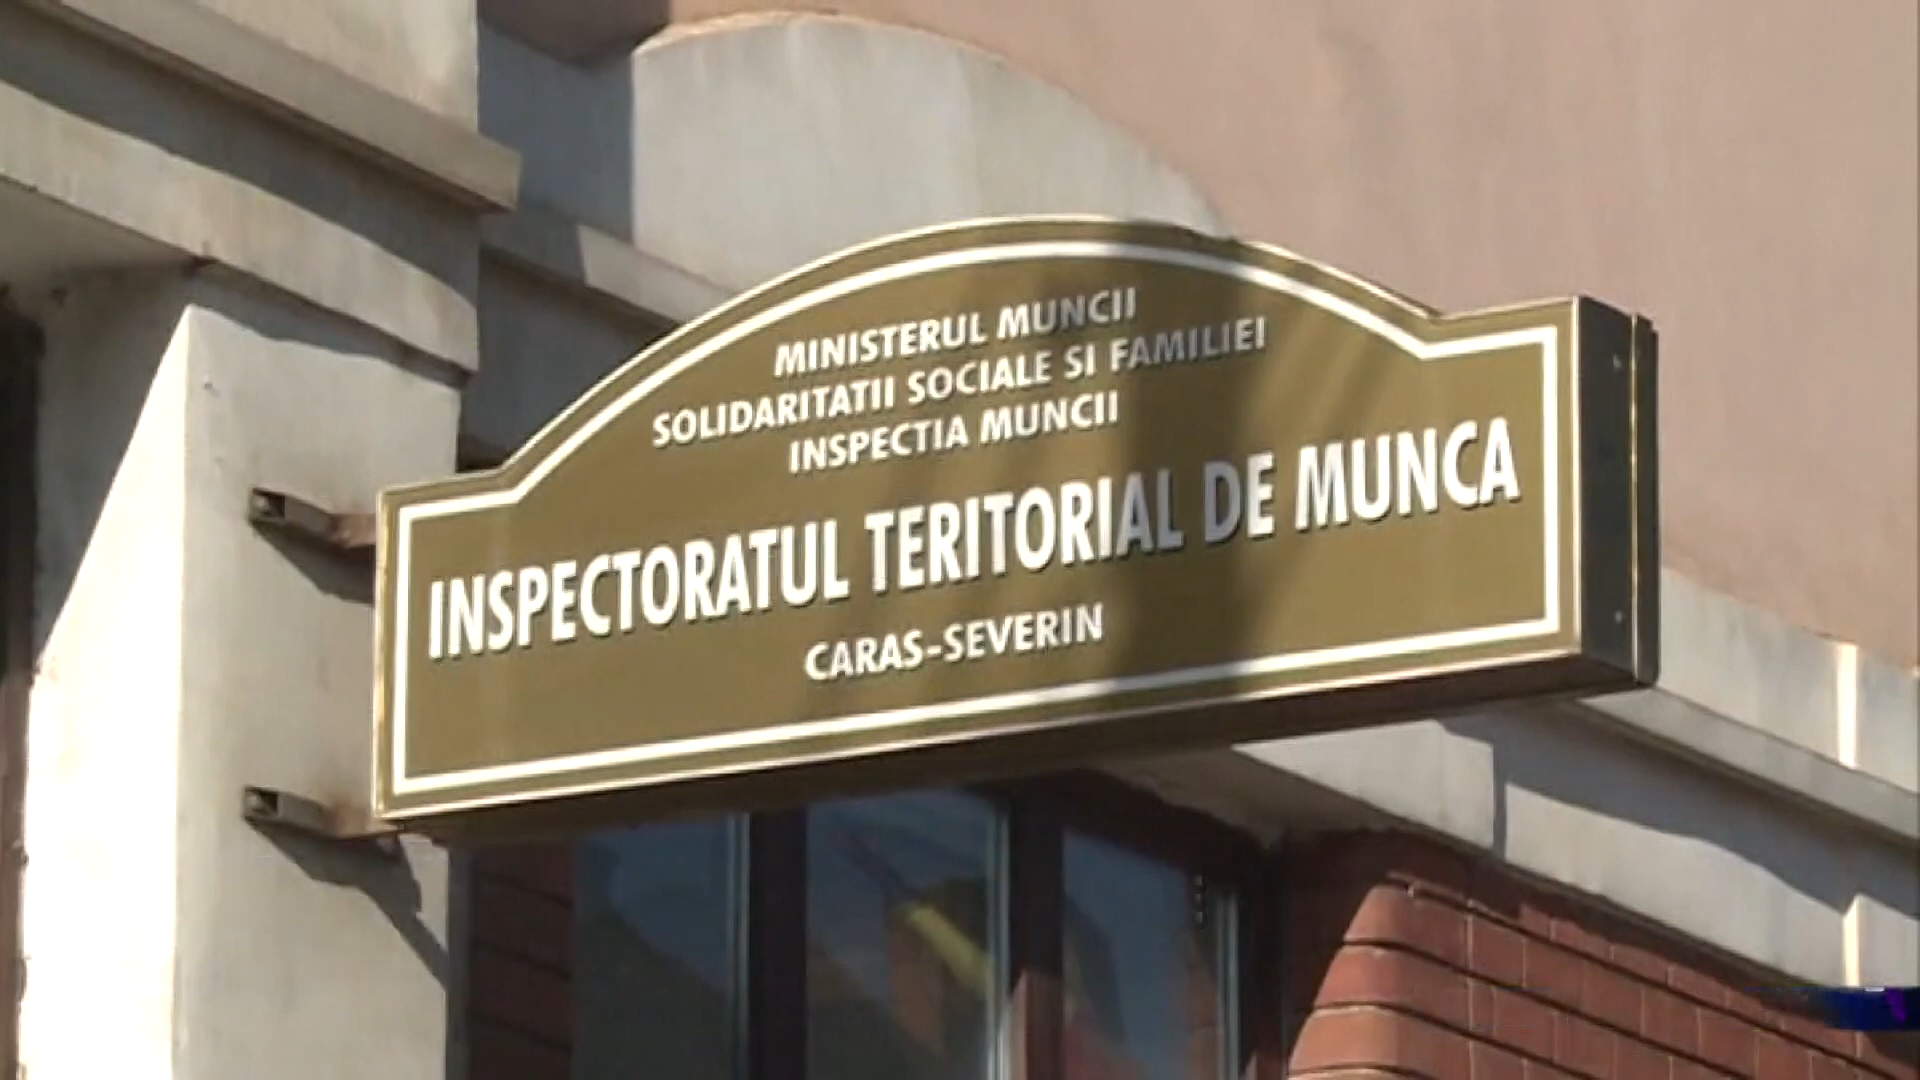 MINISTERUL MUNCII
SOLIDARITATII SOCIALE SI FAMILIEI
INSPECTIA MUNCII
INSPECTORATUL TERITORIAL DE MUNCA
CARAS-SEVERIN